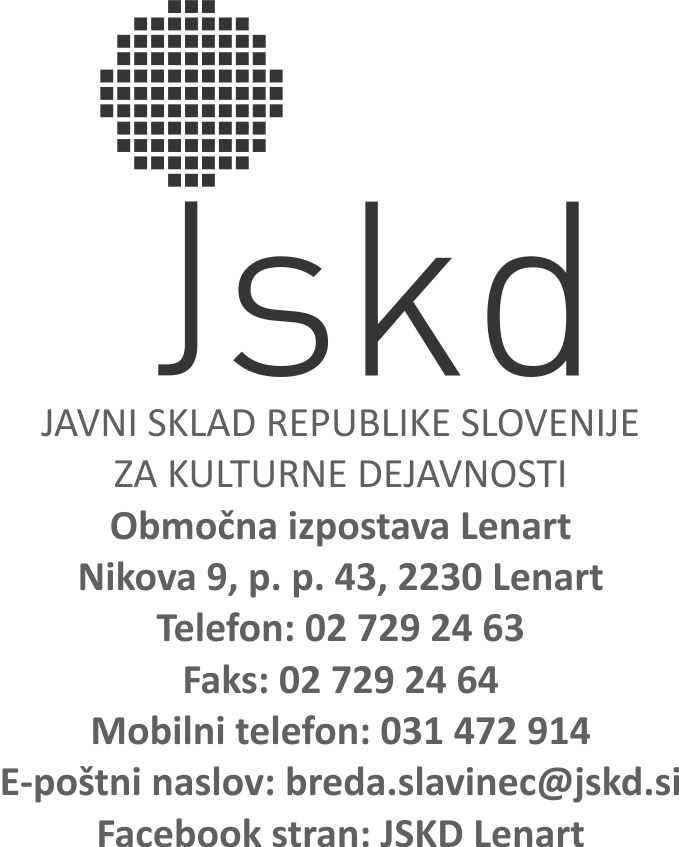 Jskd
JAVNI SKLAD REPUBLIKE SLOVENIJE
ZA KULTURNE DEJAVNOSTI
Območna izpostava Lenart
Nikova 9, p. p. 43, 2230 Lenart
Telefon: 02 729 24 63
Faks: 02 729 24 64
Mobilni telefon: 031 472 914
E-poštni naslov: breda.slavinec@jskd.si
Facebook stran: JSKD Lenart